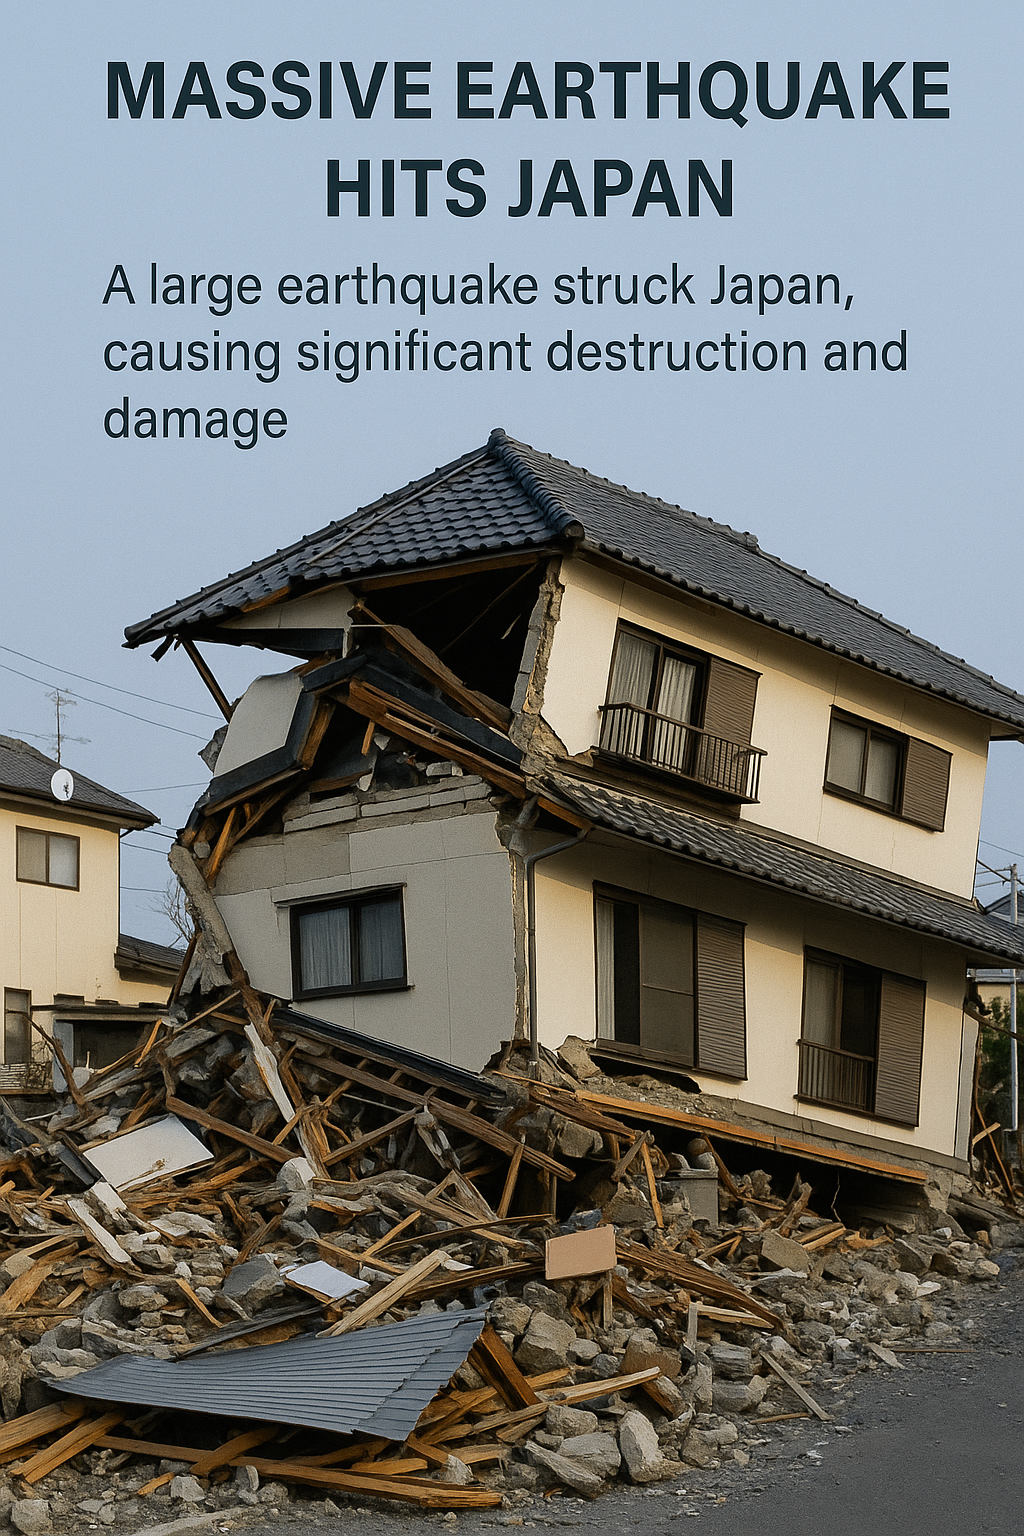 MASSIVE EARTHQUAKE
HITS JAPAN
A large earthquake struck Japan,
causing significant destruction and
damage